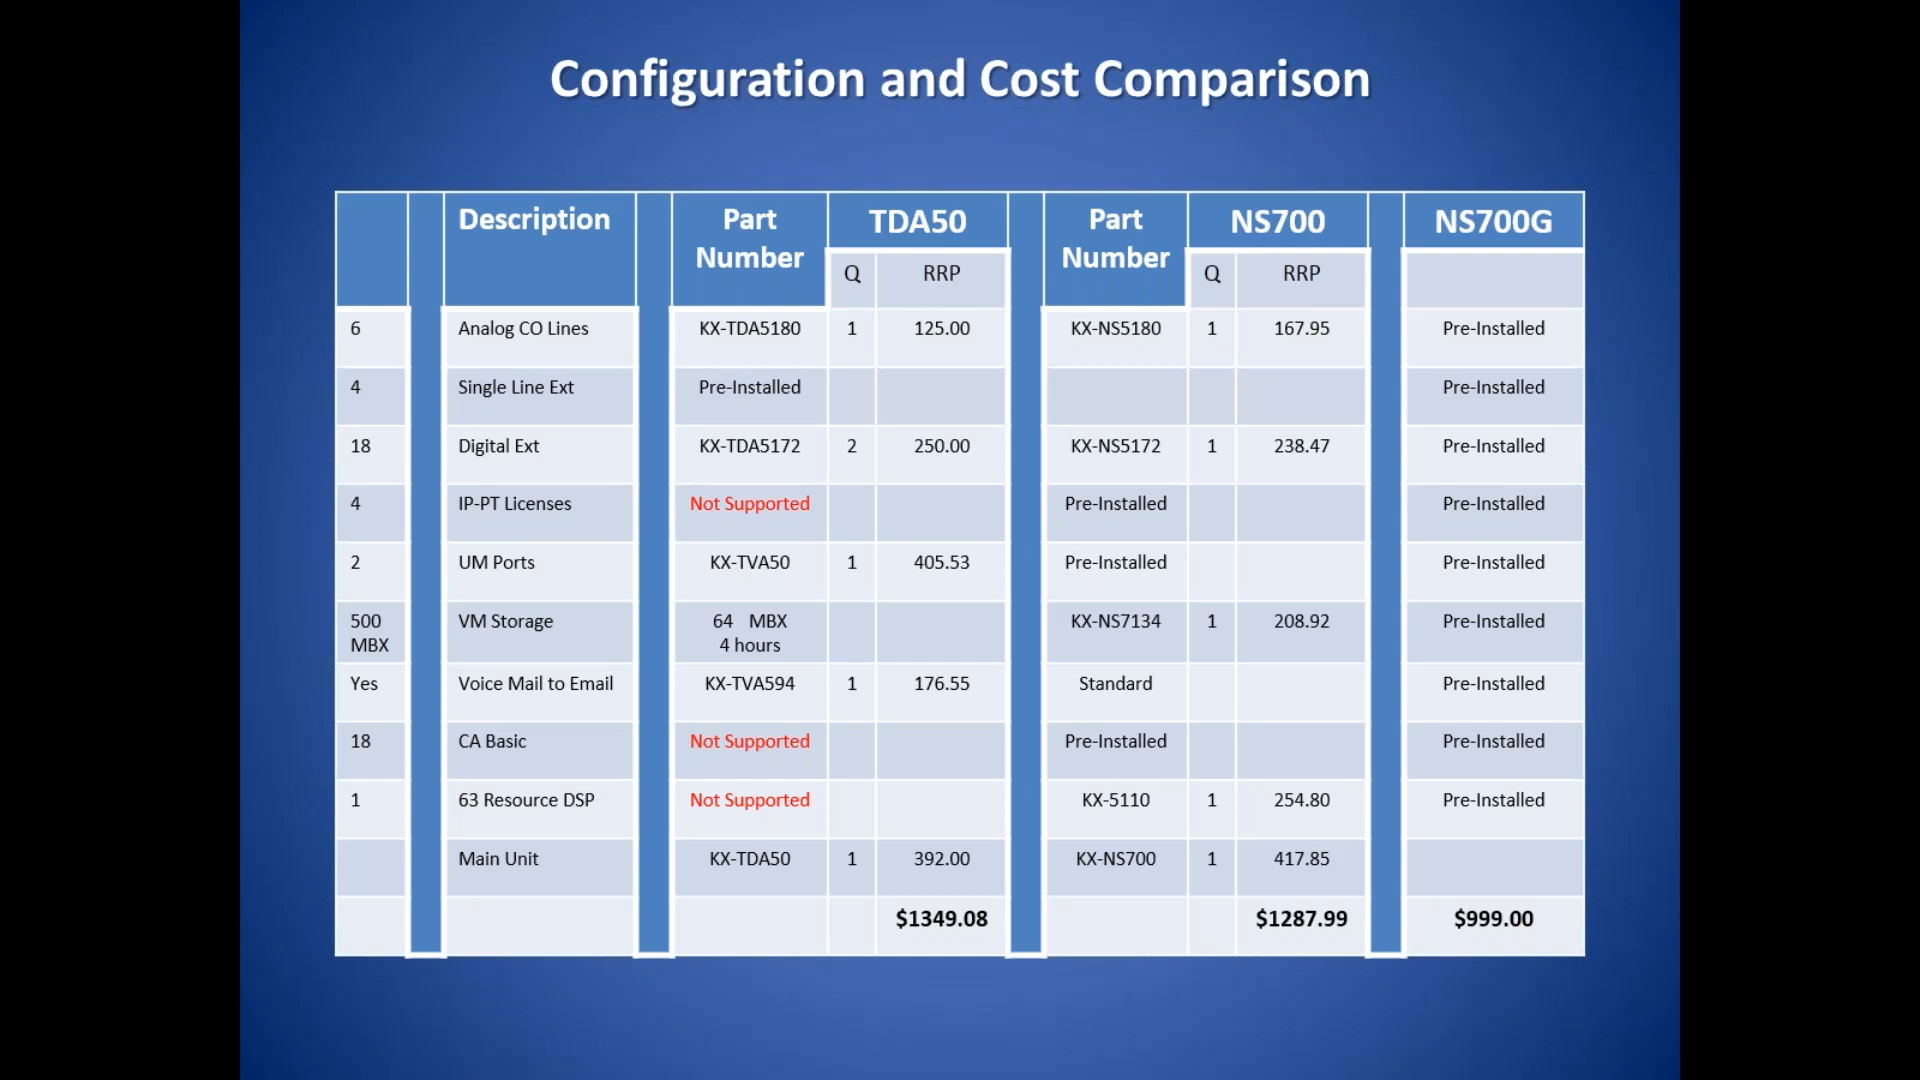 Configuration and Cost Comparison
Description Part Number TDA50 Part Number NS700 NS700G
Q RRP Q RRP
6 Analog CO Lines KX-TDA5180 1 125.00 KX-NS5180 1 167.95 Pre-Installed
4 Single Line Ext Pre-Installed Pre-Installed
18 Digital Ext KX-TDA5172 2 250.00 KX-NS5172 1 238.47 Pre-Installed
4 IP-PT Licenses Not Supported Pre-Installed Pre-Installed
2 UM Ports KX-TVA50 1 405.53 Pre-Installed Pre-Installed
500 MBX VM Storage 64 MBX 4 hours KX-NS7134 1 208.92 Pre-Installed
Yes Voice Mail to Email KX-TVA594 1 176.55 Standard Pre-Installed
18 CA Basic Not Supported Pre-Installed Pre-Installed
1 63 Resource DSP Not Supported KX-5110 1 254.80 Pre-Installed
Main Unit KX-TDA50 1 392.00 KX-NS700 1 417.85
$1349.08 $1287.99 $999.00